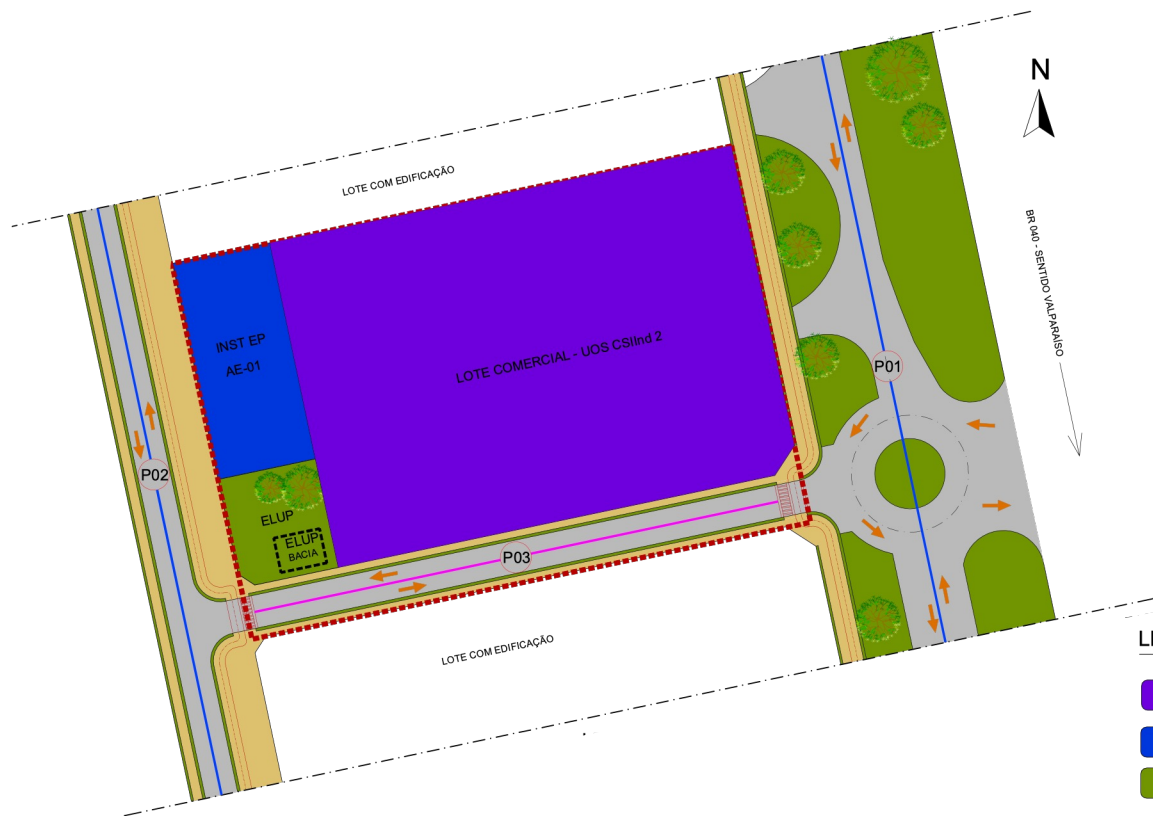 N
LOTE COM EDIFICAÇÃO
BR 040 - SENTIDO VALPARAÍSO
INST EP
AE-01
LOTE COMERCIAL - UOS CSIInd 2
P01
P02
ELUP
ELUP
BACIA
P03
LOTE COM EDIFICAÇÃO